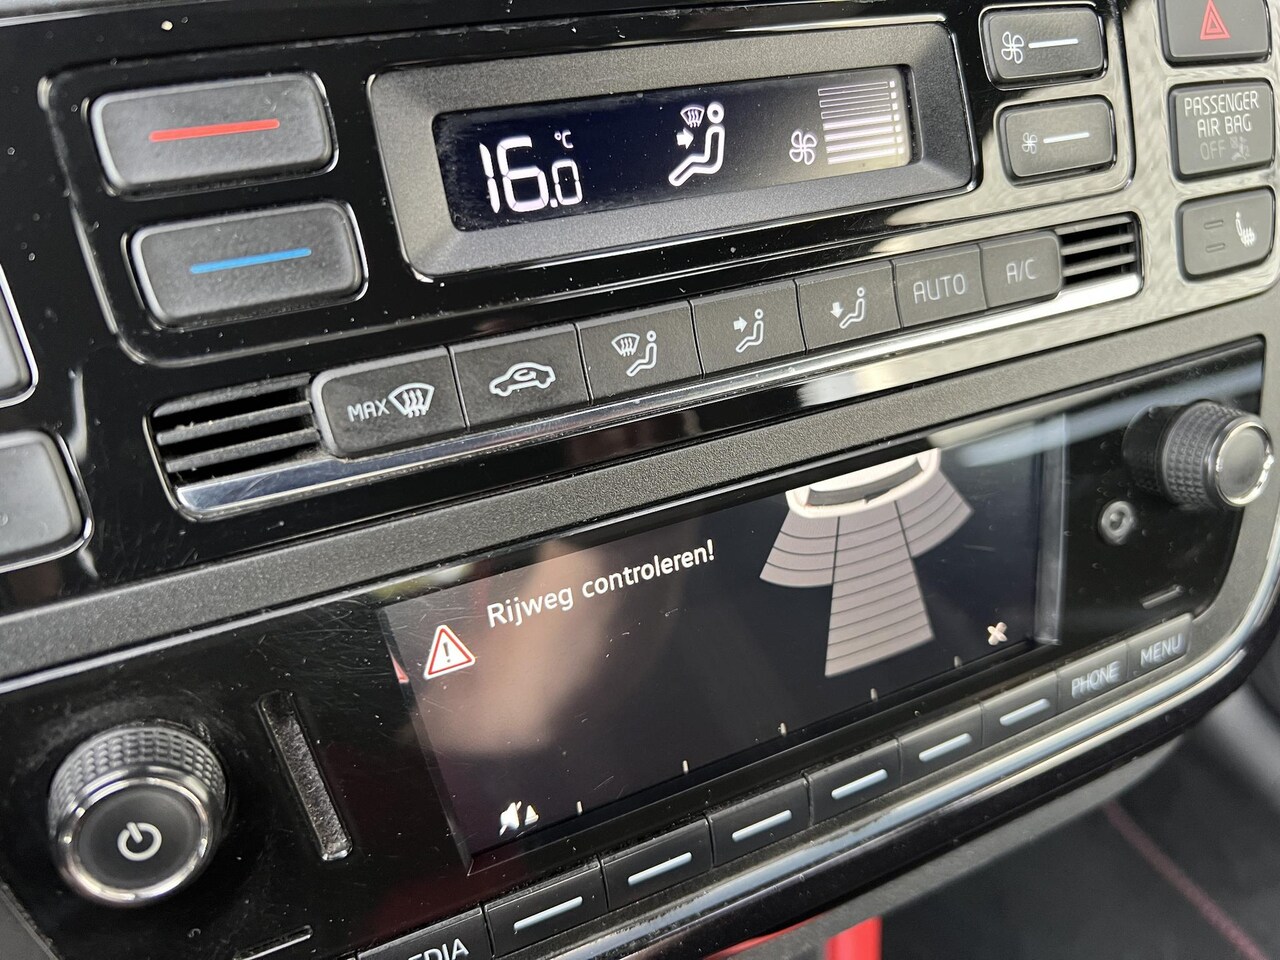 16.0 °C
PASSENGER
AIR BAG
OFF
MAX
AUTO
A/C
Rijweg controleren!
PHONE
MENU